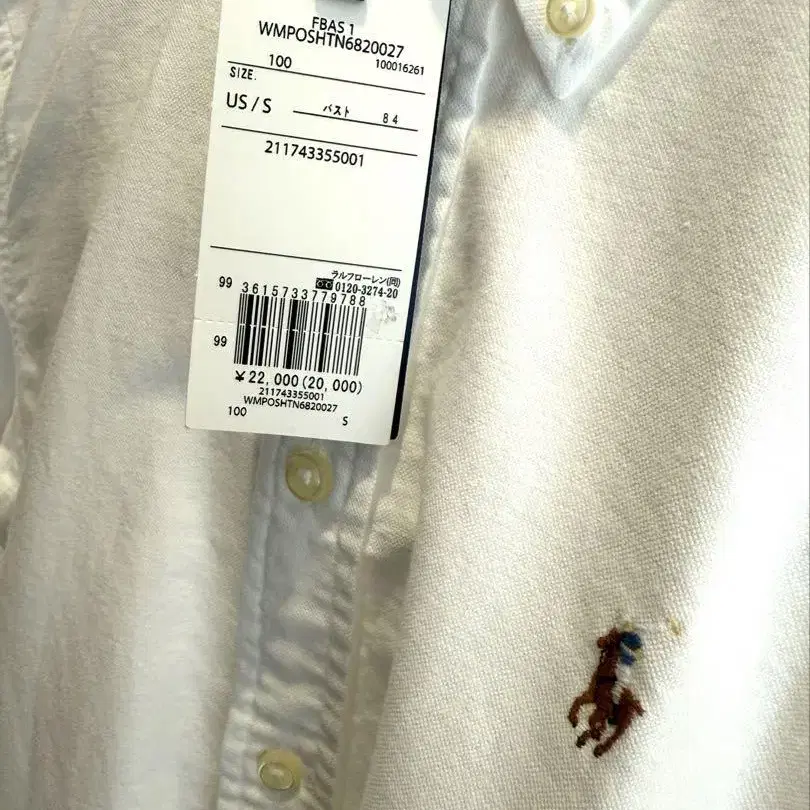 FBAS 1
WMPOSHTN6820027
100 100016261
SIZE.
US / S バスト 84
211743355001
ラルフローレン(同)
0120-3274-20
99 3615733779788
99
¥22,000(20,000)
211743355001
WMPOSHTN6820027
100 S